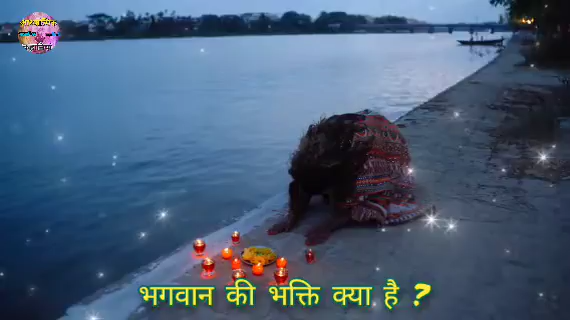 भगवान की भक्ति क्या है ?